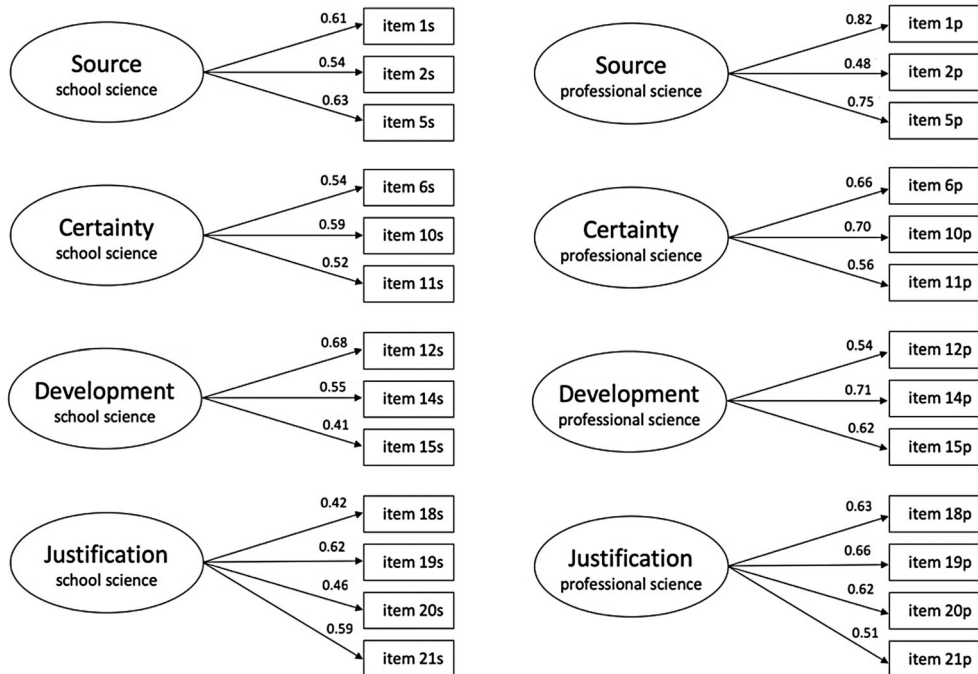 Source
school science
0.61
item 1s
0.54
item 2s
0.63
item 5s
Source
professional science
0.82
item 1p
0.48
item 2p
0.75
item 5p
Certainty
school science
0.54
item 6s
0.59
item 10s
0.52
item 11s
Certainty
professional science
0.66
item 6p
0.70
item 10p
0.56
item 11p
Development
school science
0.68
item 12s
0.55
item 14s
0.41
item 15s
Development
professional science
0.54
item 12p
0.71
item 14p
0.62
item 15p
Justification
school science
0.42
item 18s
0.62
item 19s
0.46
item 20s
0.59
item 21s
Justification
professional science
0.63
item 18p
0.66
item 19p
0.62
item 20p
0.51
item 21p